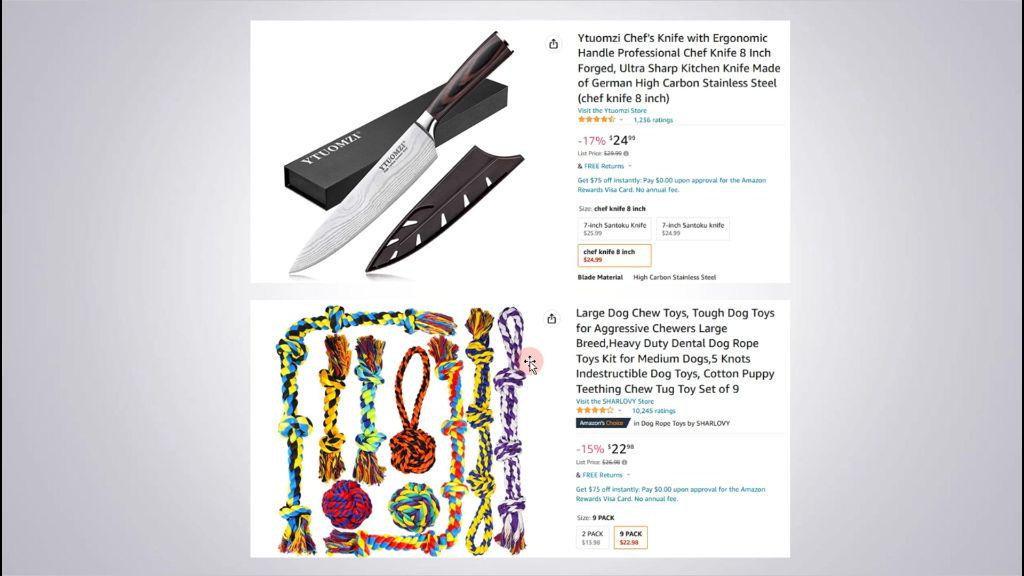 YTUOMZI
YTUOMZI
Ytuomzi Chef's Knife with Ergonomic
Handle Professional Chef Knife 8 Inch
Forged, Ultra Sharp Kitchen Knife Made
of German High Carbon Stainless Steel
(chef knife 8 inch)
Visit the Ytuomzi Store
1,236 ratings
-17% $24.99
List Price: $29.99
& FREE Returns
Get $75 off instantly: Pay $0.00 upon approval for the Amazon
Rewards Visa Card. No annual fee.
Size: chef knife 8 inch
7-inch Santoku Knife
$25.99
7-inch Santoku knife
$24.99
chef knife 8 inch
$24.99
Blade Material High Carbon Stainless Steel
Large Dog Chew Toys, Tough Dog Toys
for Aggressive Chewers Large
Breed,Heavy Duty Dental Dog Rope
Toys Kit for Medium Dogs,5 Knots
Indestructible Dog Toys, Cotton Puppy
Teething Chew Tug Toy Set of 9
Visit the SHARLOVY Store
10,245 ratings
Amazon's Choice in Dog Rope Toys by SHARLOVY
-15% $22.98
List Price: $26.98
& FREE Returns
Get $75 off instantly: Pay $0.00 upon approval for the Amazon
Rewards Visa Card. No annual fee.
Size: 9 PACK
2 PACK
$13.98
9 PACK
$22.98